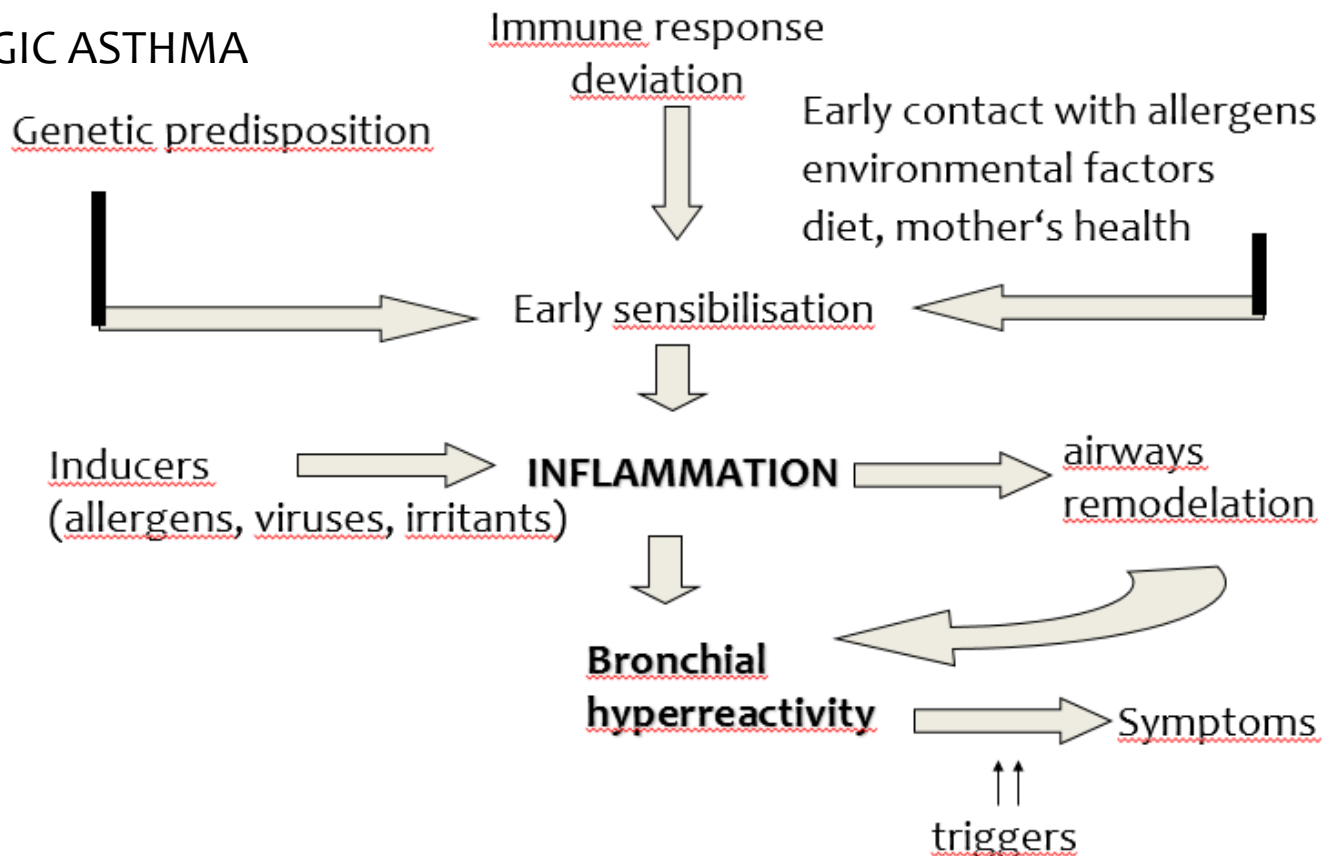 GIC ASTHMA
Immune response
deviation
Genetic predisposition
Early contact with allergens
environmental factors
diet, mother‘s health
Early sensibilisation
Inducers
(allergens, viruses, irritants)
INFLAMMATION
airways
remodelation
Bronchial
hyperreactivity
Symptoms
triggers